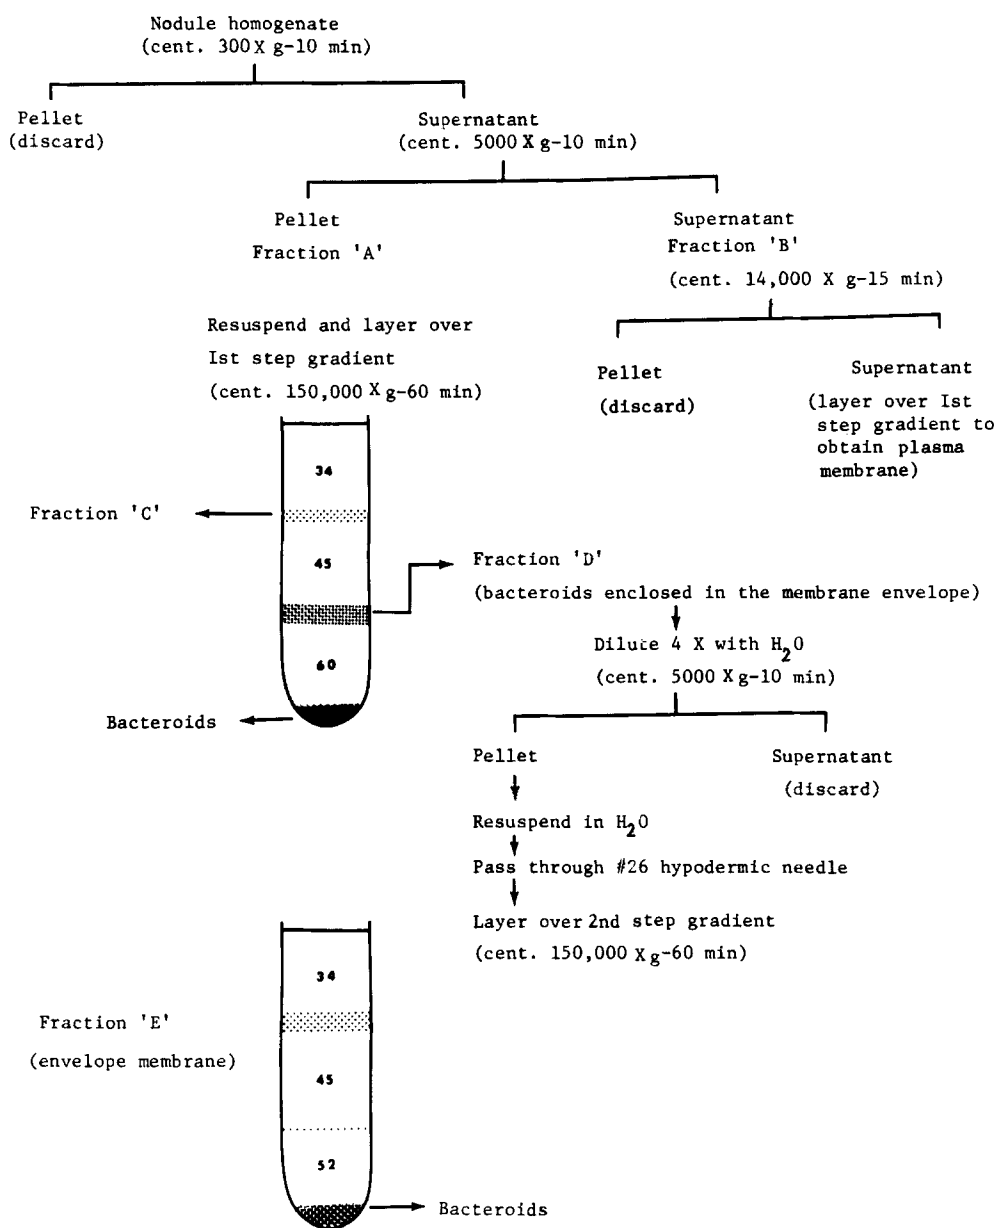 Nodule homogenate
(cent. 300 X g-10 min)
Pellet
(discard)
Supernatant
(cent. 5000 X g-10 min)
Pellet
Fraction 'A'
Supernatant
Fraction 'B'
(cent. 14,000 X g-15 min)
Resuspend and layer over
Ist step gradient
(cent. 150,000 X g-60 min)
Pellet
(discard)
Supernatant
(layer over Ist
step gradient to
obtain plasma
membrane)
34
Fraction 'C'
45
Fraction 'D'
(bacteroids enclosed in the membrane envelope)
Dilute 4 X with H2O
(cent. 5000 X g-10 min)
60
Bacteroids
Pellet
Supernatant
(discard)
Resuspend in H2O
Pass through #26 hypodermic needle
Layer over 2nd step gradient
(cent. 150,000 X g-60 min)
34
Fraction 'E'
(envelope membrane)
45
52
Bacteroids